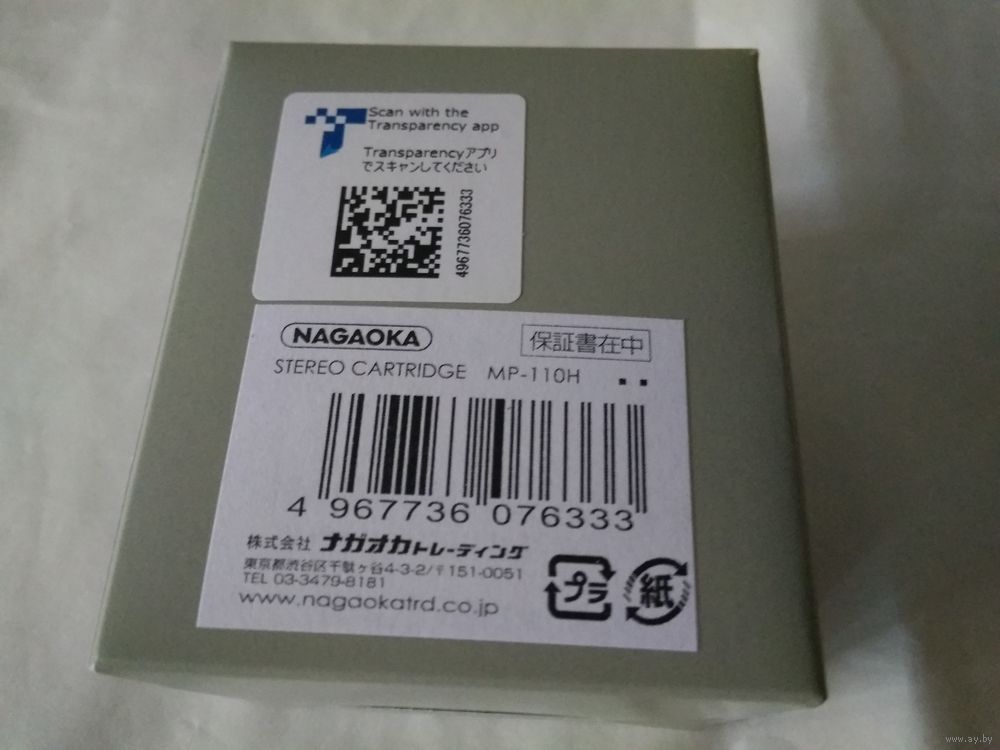 Scan with the
Transparency app
Transparencyアプリ
でスキャンしてください
4967736076333
NAGAOKA
保証書在中
STEREO CARTRIDGE MP-110H
4 967736 076333
株式会社 ナガオカトレーディング
東京都渋谷区千駄ヶ谷4-3-2/〒151-0051
TEL 03-3479-8181
www.nagaokatrd.co.jp
プラ
紙
www.ay.by